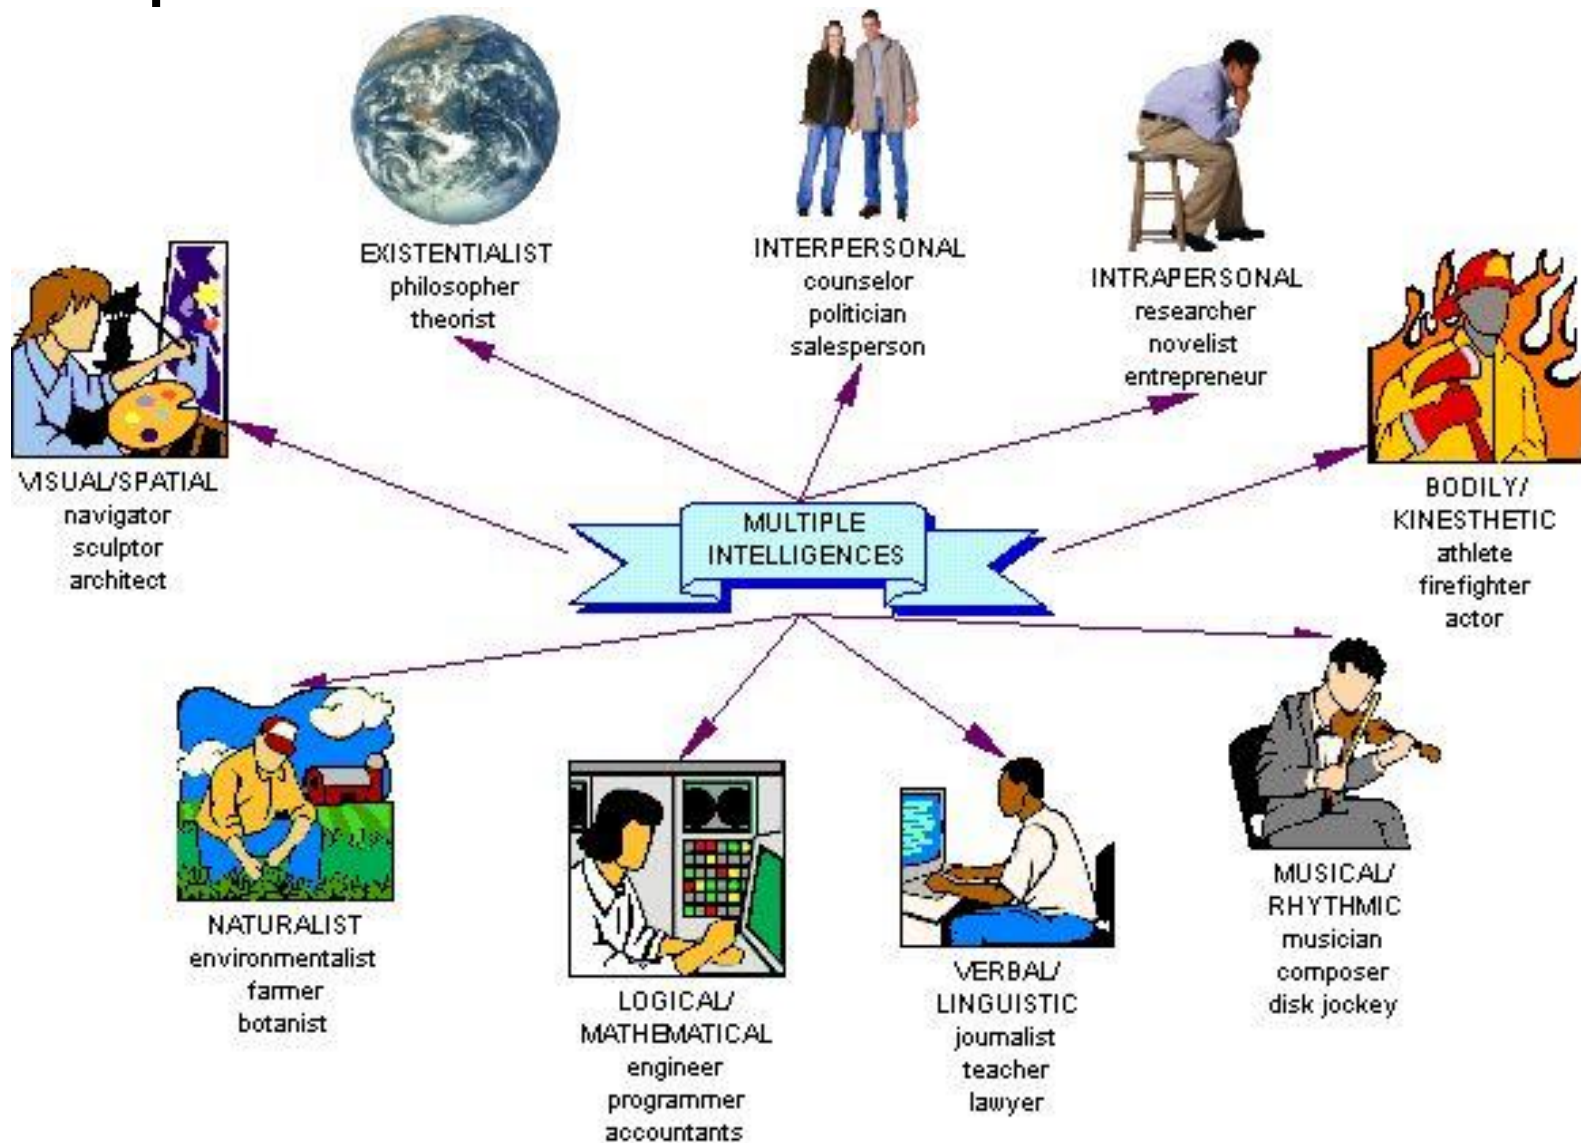 EXISTENTIALIST
philosopher
theorist
INTERPERSONAL
counselor
politician
salesperson
INTRAPERSONAL
researcher
novelist
entrepreneur
VISUAL/SPATIAL
navigator
sculptor
architect
MULTIPLE
INTELLIGENCES
BODILY/
KINESTHETIC
athlete
firefighter
actor
NATURALIST
environmentalist
farmer
botanist
LOGICAL/
MATHEMATICAL
engineer
programmer
accountants
VERBAL/
LINGUISTIC
journalist
teacher
lawyer
MUSICAL/
RHYTHMIC
musician
composer
disk jockey